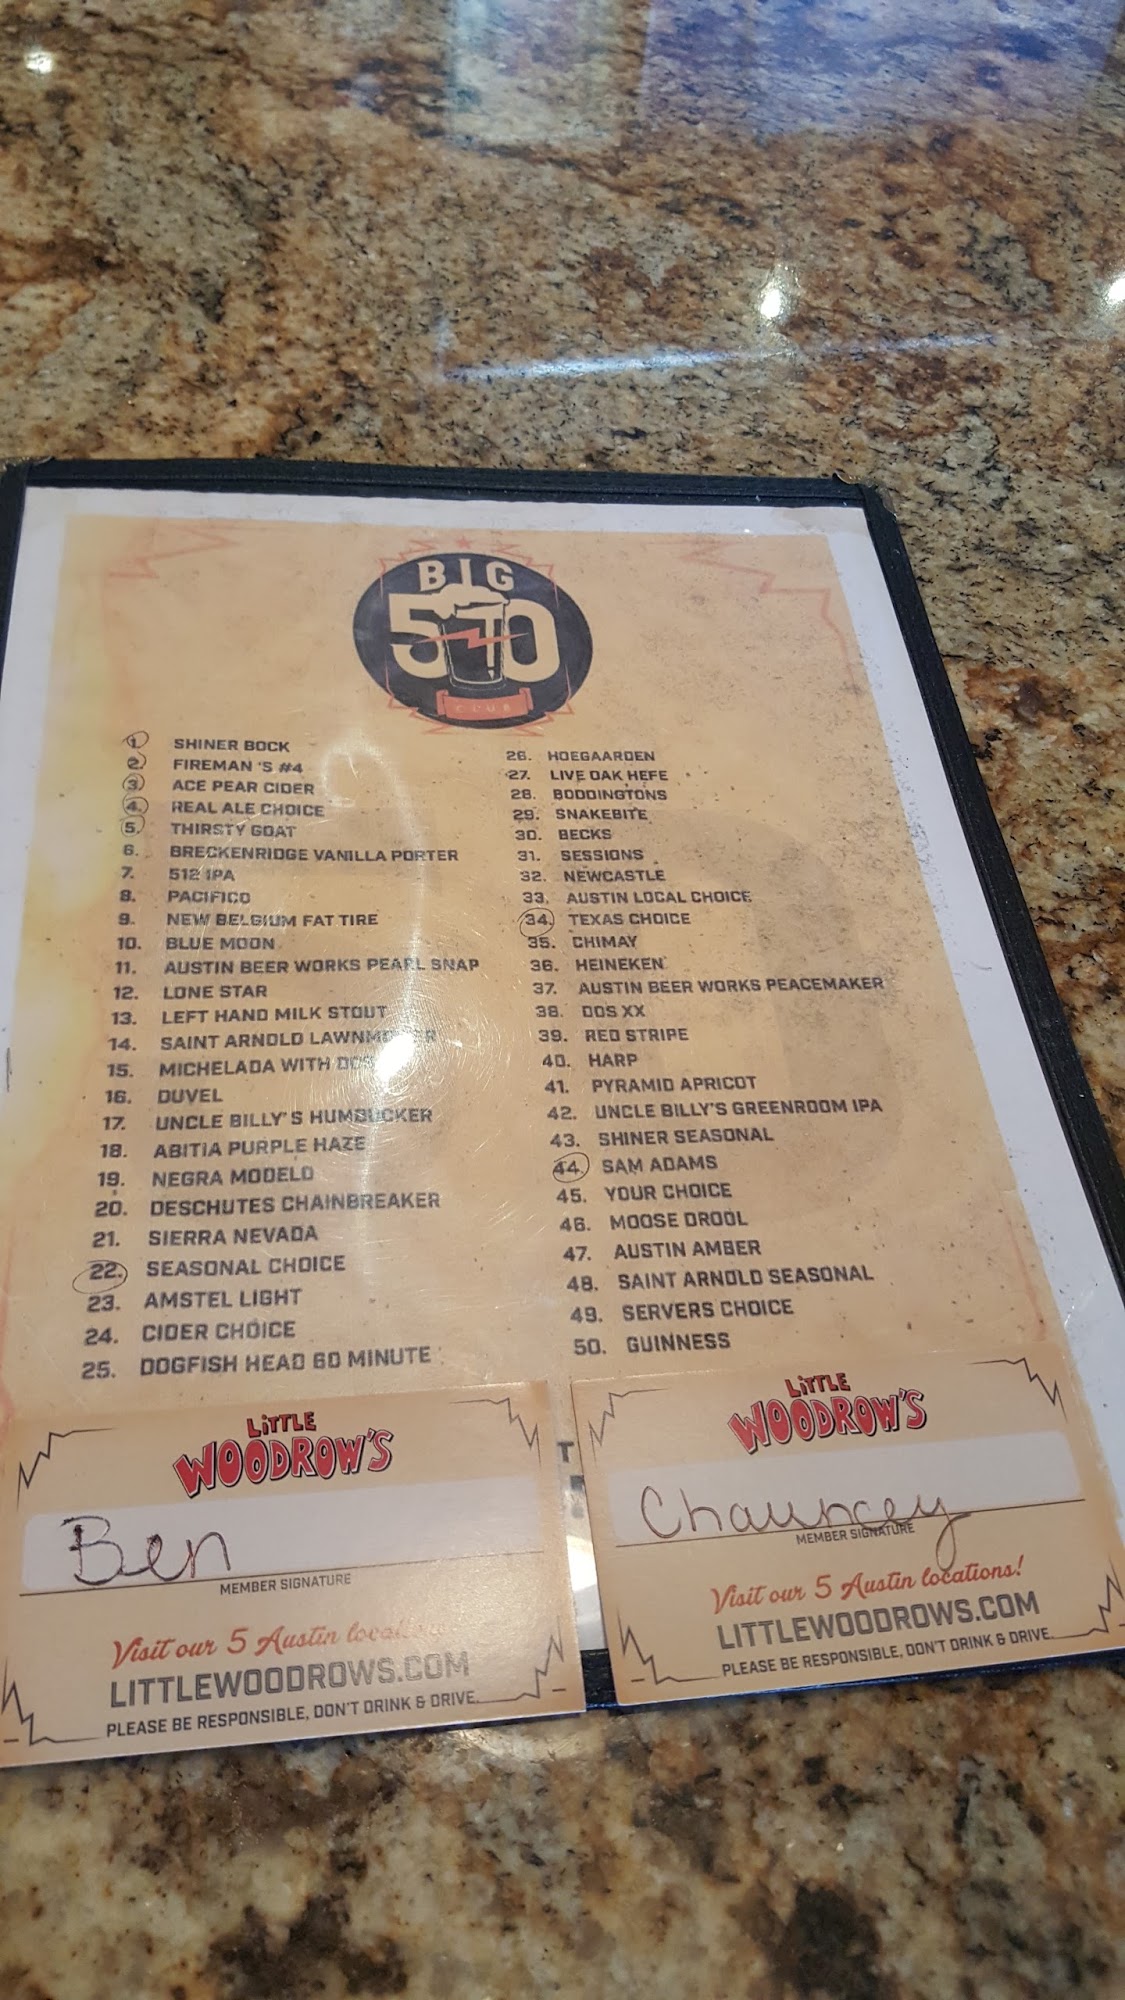 BIG
50
CLUB
1. SHINER BOCK
2. FIREMAN 'S #4
3. ACE PEAR CIDER
4. REAL ALE CHOICE
5. THIRSTY GOAT
6. BRECKENRIDGE VANILLA PORTER
7. 512 IPA
8. PACIFICO
9. NEW BELGIUM FAT TIRE
10. BLUE MOON
11. AUSTIN BEER WORKS PEARL SNAP
12. LONE STAR
13. LEFT HAND MILK STOUT
14. SAINT ARNOLD LAWNMOWER
15. MICHELADA WITH
16. DUVEL
17. UNCLE BILLY'S HUMBUCKER
18. ABITIA PURPLE HAZE
19. NEGRA MODELO
20. DESCHUTES CHAINBREAKER
21. SIERRA NEVADA
22. SEASONAL CHOICE
23. AMSTEL LIGHT
24. CIDER CHOICE
25. DOGFISH HEAD 60 MINUTE
26. HOEGAARDEN
27. LIVE OAK HEFE
28. BODDINGTONS
29. SNAKEBITE
30. BECKS
31. SESSIONS
32. NEWCASTLE
33. AUSTIN LOCAL CHOICE
34. TEXAS CHOICE
35. CHIMAY
36. HEINEKEN
37. AUSTIN BEER WORKS PEACEMAKER
38. DOS XX
39. RED STRIPE
40. HARP
41. PYRAMID APRICOT
42. UNCLE BILLY'S GREENROOM IPA
43. SHINER SEASONAL
44. SAM ADAMS
45. YOUR CHOICE
46. MOOSE DROOL
47. AUSTIN AMBER
48. SAINT ARNOLD SEASONAL
49. SERVERS CHOICE
50. GUINNESS
LITTLE
WOODROW'S
Ben
MEMBER SIGNATURE
Visit our 5 Austin locations
LITTLEWOODROWS.COM
PLEASE BE RESPONSIBLE, DON'T DRINK & DRIVE.
LITTLE
WOODROW'S
Chauncey
MEMBER SIGNATURE
Visit our 5 Austin locations!
LITTLEWOODROWS.COM
PLEASE BE RESPONSIBLE, DON'T DRINK & DRIVE.